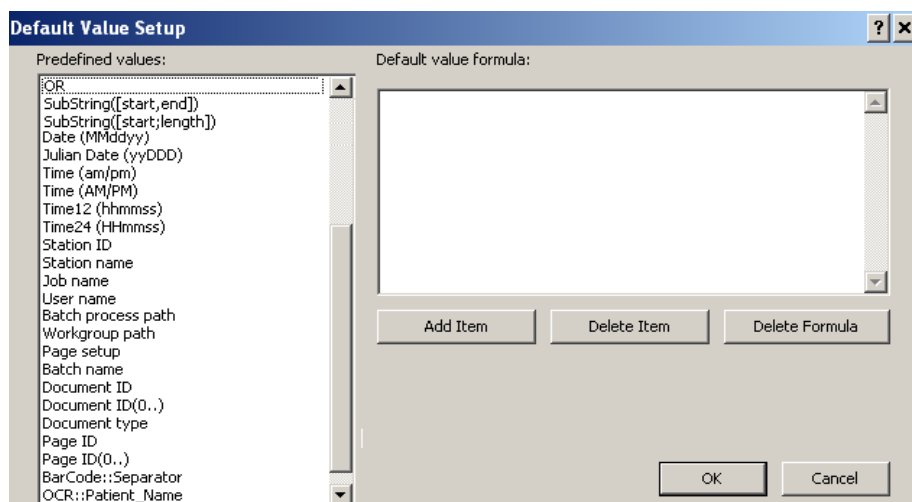 Default Value Setup
Predefined values:
OR
SubString([start,end])
SubString([start;length])
Date (MMddyy)
Julian Date (yyDDD)
Time (am/pm)
Time (AM/PM)
Time12 (hhmmss)
Time24 (HHmmss)
Station ID
Station name
Job name
User name
Batch process path
Workgroup path
Page setup
Batch name
Document ID
Document ID(0..)
Document type
Page ID
Page ID(0..)
BarCode::Separator
OCR::Patient_Name
Default value formula:
Add Item
Delete Item
Delete Formula
OK
Cancel